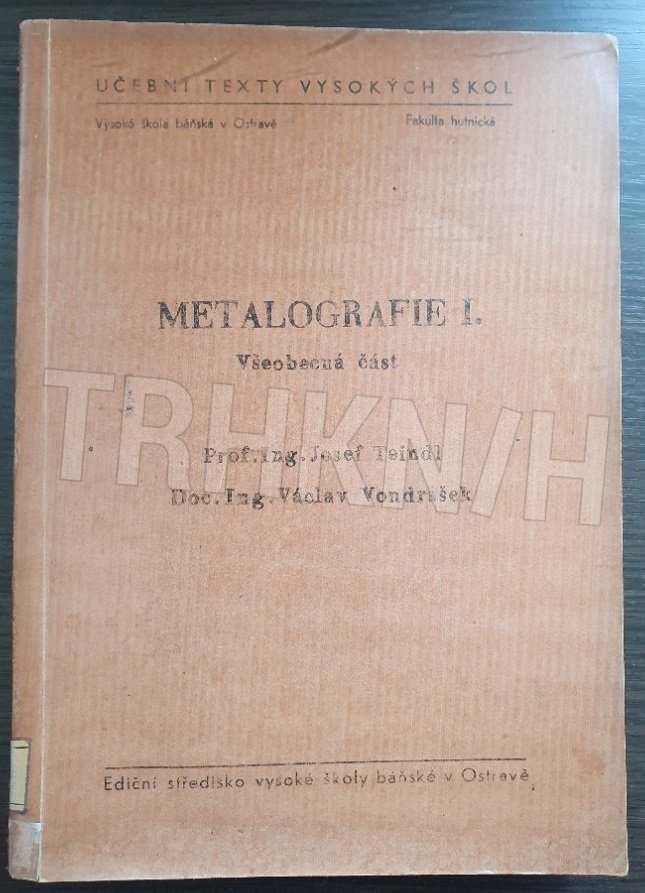 UČEBNÍ TEXTY VYSOKÝCH ŠKOL
Vysoká škola báňská v Ostravě Fakulta hutnická
METALOGRAFIE I.
Všeobecná část
TRHKNIH
Prof.Ing.Josef Teindl
Doc.Ing.Václav Vondrášek
Ediční středisko vysoké školy báňské v Ostravě